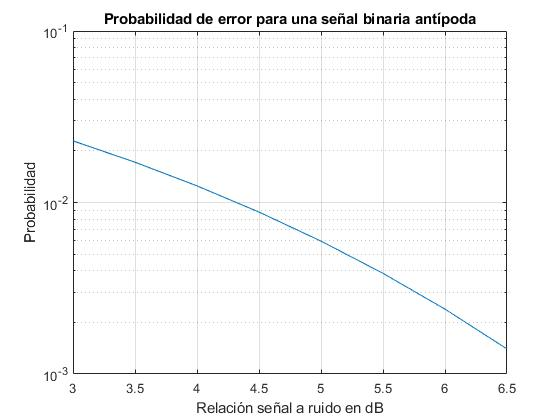 Probabilidad de error para una señal binaria antípoda
10-1
10-2
10-3
Probabilidad
3 3.5 4 4.5 5 5.5 6 6.5
Relación señal a ruido en dB